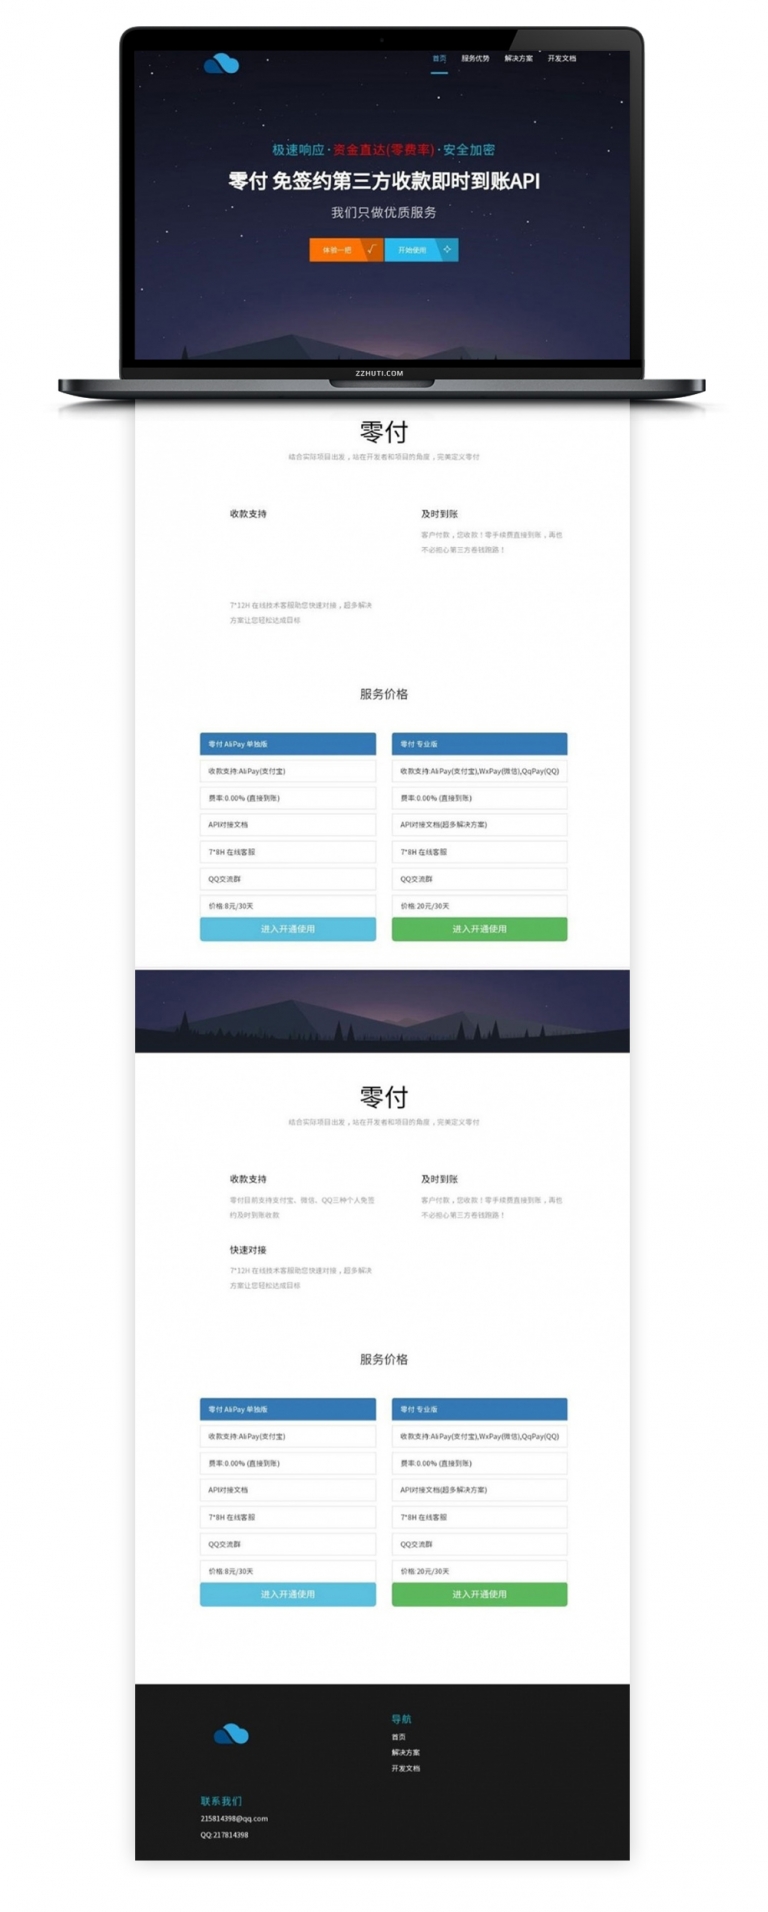 首页 服务优势 解决方案 开发文档
极速响应·资金直达(零费率)·安全加密
零付 免签约第三方收款即时到账API
我们只做优质服务
体验一把 开始使用
ZZHUTI.COM
零付
结合实际项目出发，站在开发者和项目的角度，完美定义零付
收款支持 及时到账
客户付款，您收款！零手续费直接到账，再也
不必担心第三方卷钱跑路！
7*12H 在线技术客服助您快速对接，超多解决
方案让您轻松达成目标
服务价格
零付 AliPay 单独版 零付 专业版
收款支持:AliPay(支付宝) 收款支持:AliPay(支付宝),WxPay(微信),QqPay(QQ)
费率:0.00% (直接到账) 费率:0.00% (直接到账)
API对接文档 API对接文档(超多解决方案)
7*8H 在线客服 7*8H 在线客服
QQ交流群 QQ交流群
价格:8元/30天 价格:20元/30天
进入开通使用 进入开通使用
零付
结合实际项目出发，站在开发者和项目的角度，完美定义零付
收款支持 及时到账
零付目前支持支付宝、微信、QQ三种个人免签 客户付款，您收款！零手续费直接到账，再也
约及时到账收款 不必担心第三方卷钱跑路！
快速对接
7*12H 在线技术客服助您快速对接，超多解决
方案让您轻松达成目标
服务价格
零付 AliPay 单独版 零付 专业版
收款支持:AliPay(支付宝) 收款支持:AliPay(支付宝),WxPay(微信),QqPay(QQ)
费率:0.00% (直接到账) 费率:0.00% (直接到账)
API对接文档 API对接文档(超多解决方案)
7*8H 在线客服 7*8H 在线客服
QQ交流群 QQ交流群
价格:8元/30天 价格:20元/30天
进入开通使用 进入开通使用
导航
首页
解决方案
开发文档
联系我们
215814398@qq.com
QQ:217814398